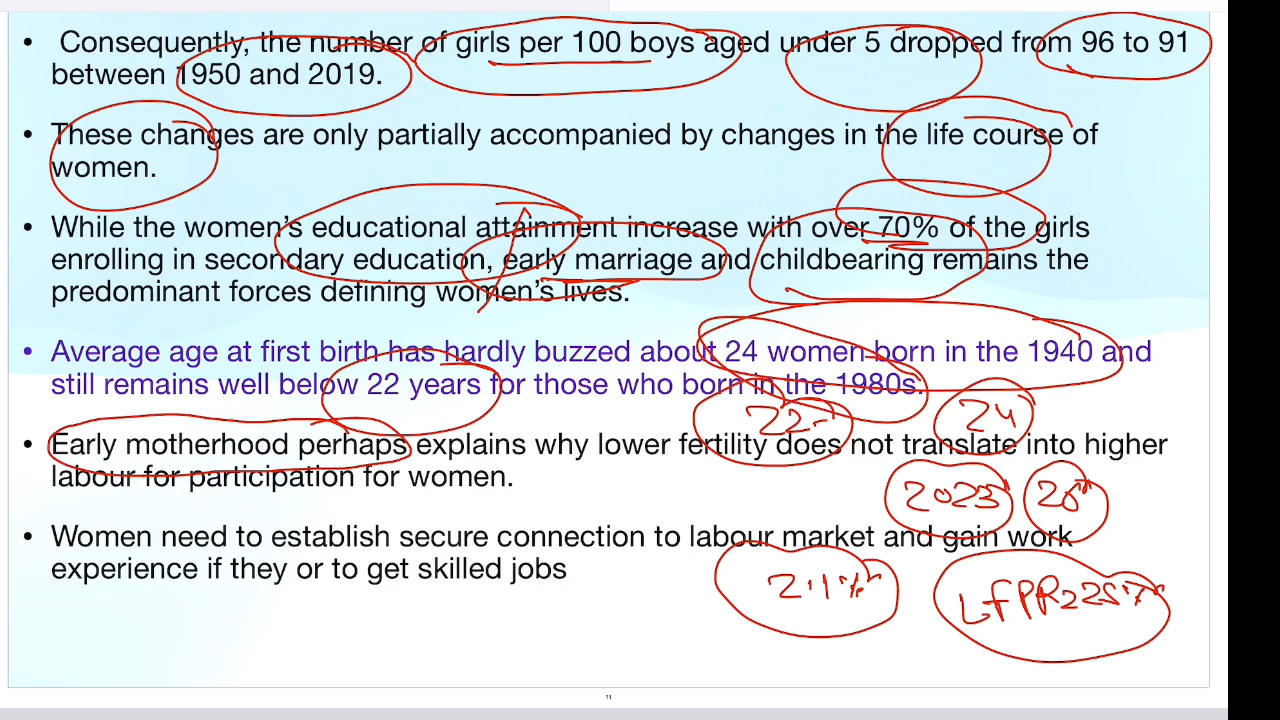 • Consequently, the number of girls per 100 boys aged under 5 dropped from 96 to 91
between 1950 and 2019.
• These changes are only partially accompanied by changes in the life course of
women.
• While the women's educational attainment increase with over 70% of the girls
enrolling in secondary education, early marriage and childbearing remains the
predominant forces defining women's lives.
• Average age at first birth has hardly buzzed about 24 women born in the 1940 and
still remains well below 22 years for those who born in the 1980s.
22 24
• Early motherhood perhaps explains why lower fertility does not translate into higher
labour for participation for women.
2023
• Women need to establish secure connection to labour market and gain work
experience if they or to get skilled jobs
11